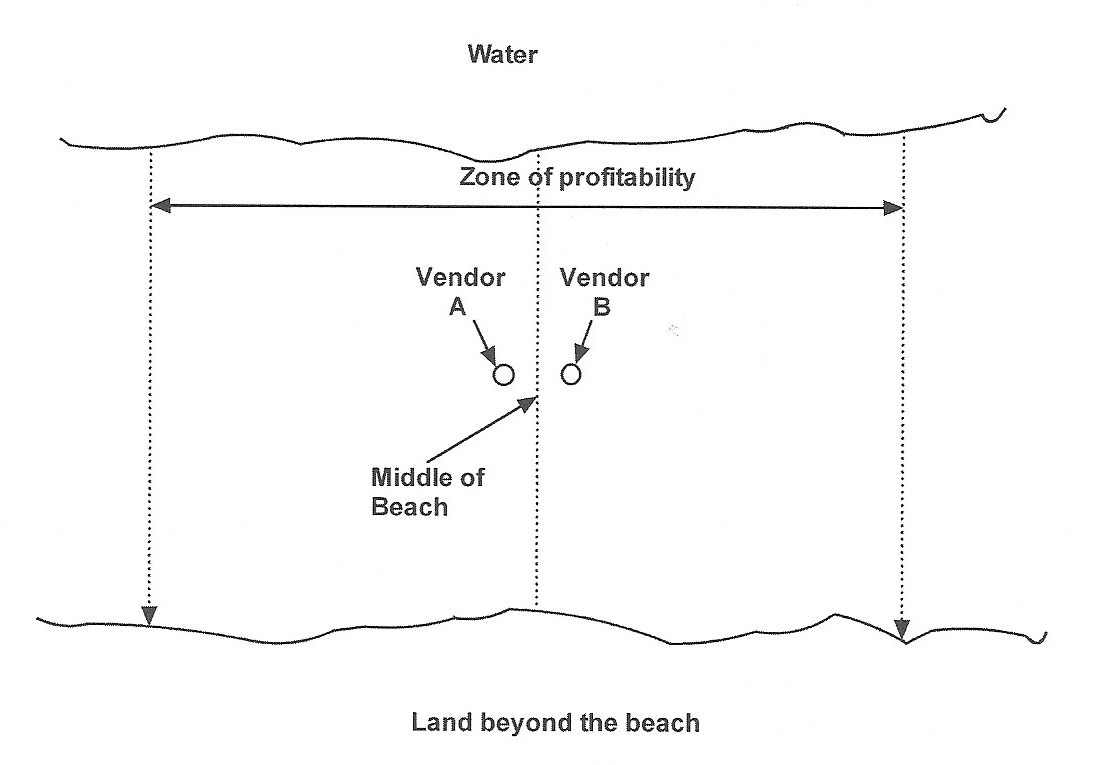 Water
Zone of profitability
Vendor
A
Vendor
B
Middle of
Beach
Land beyond the beach